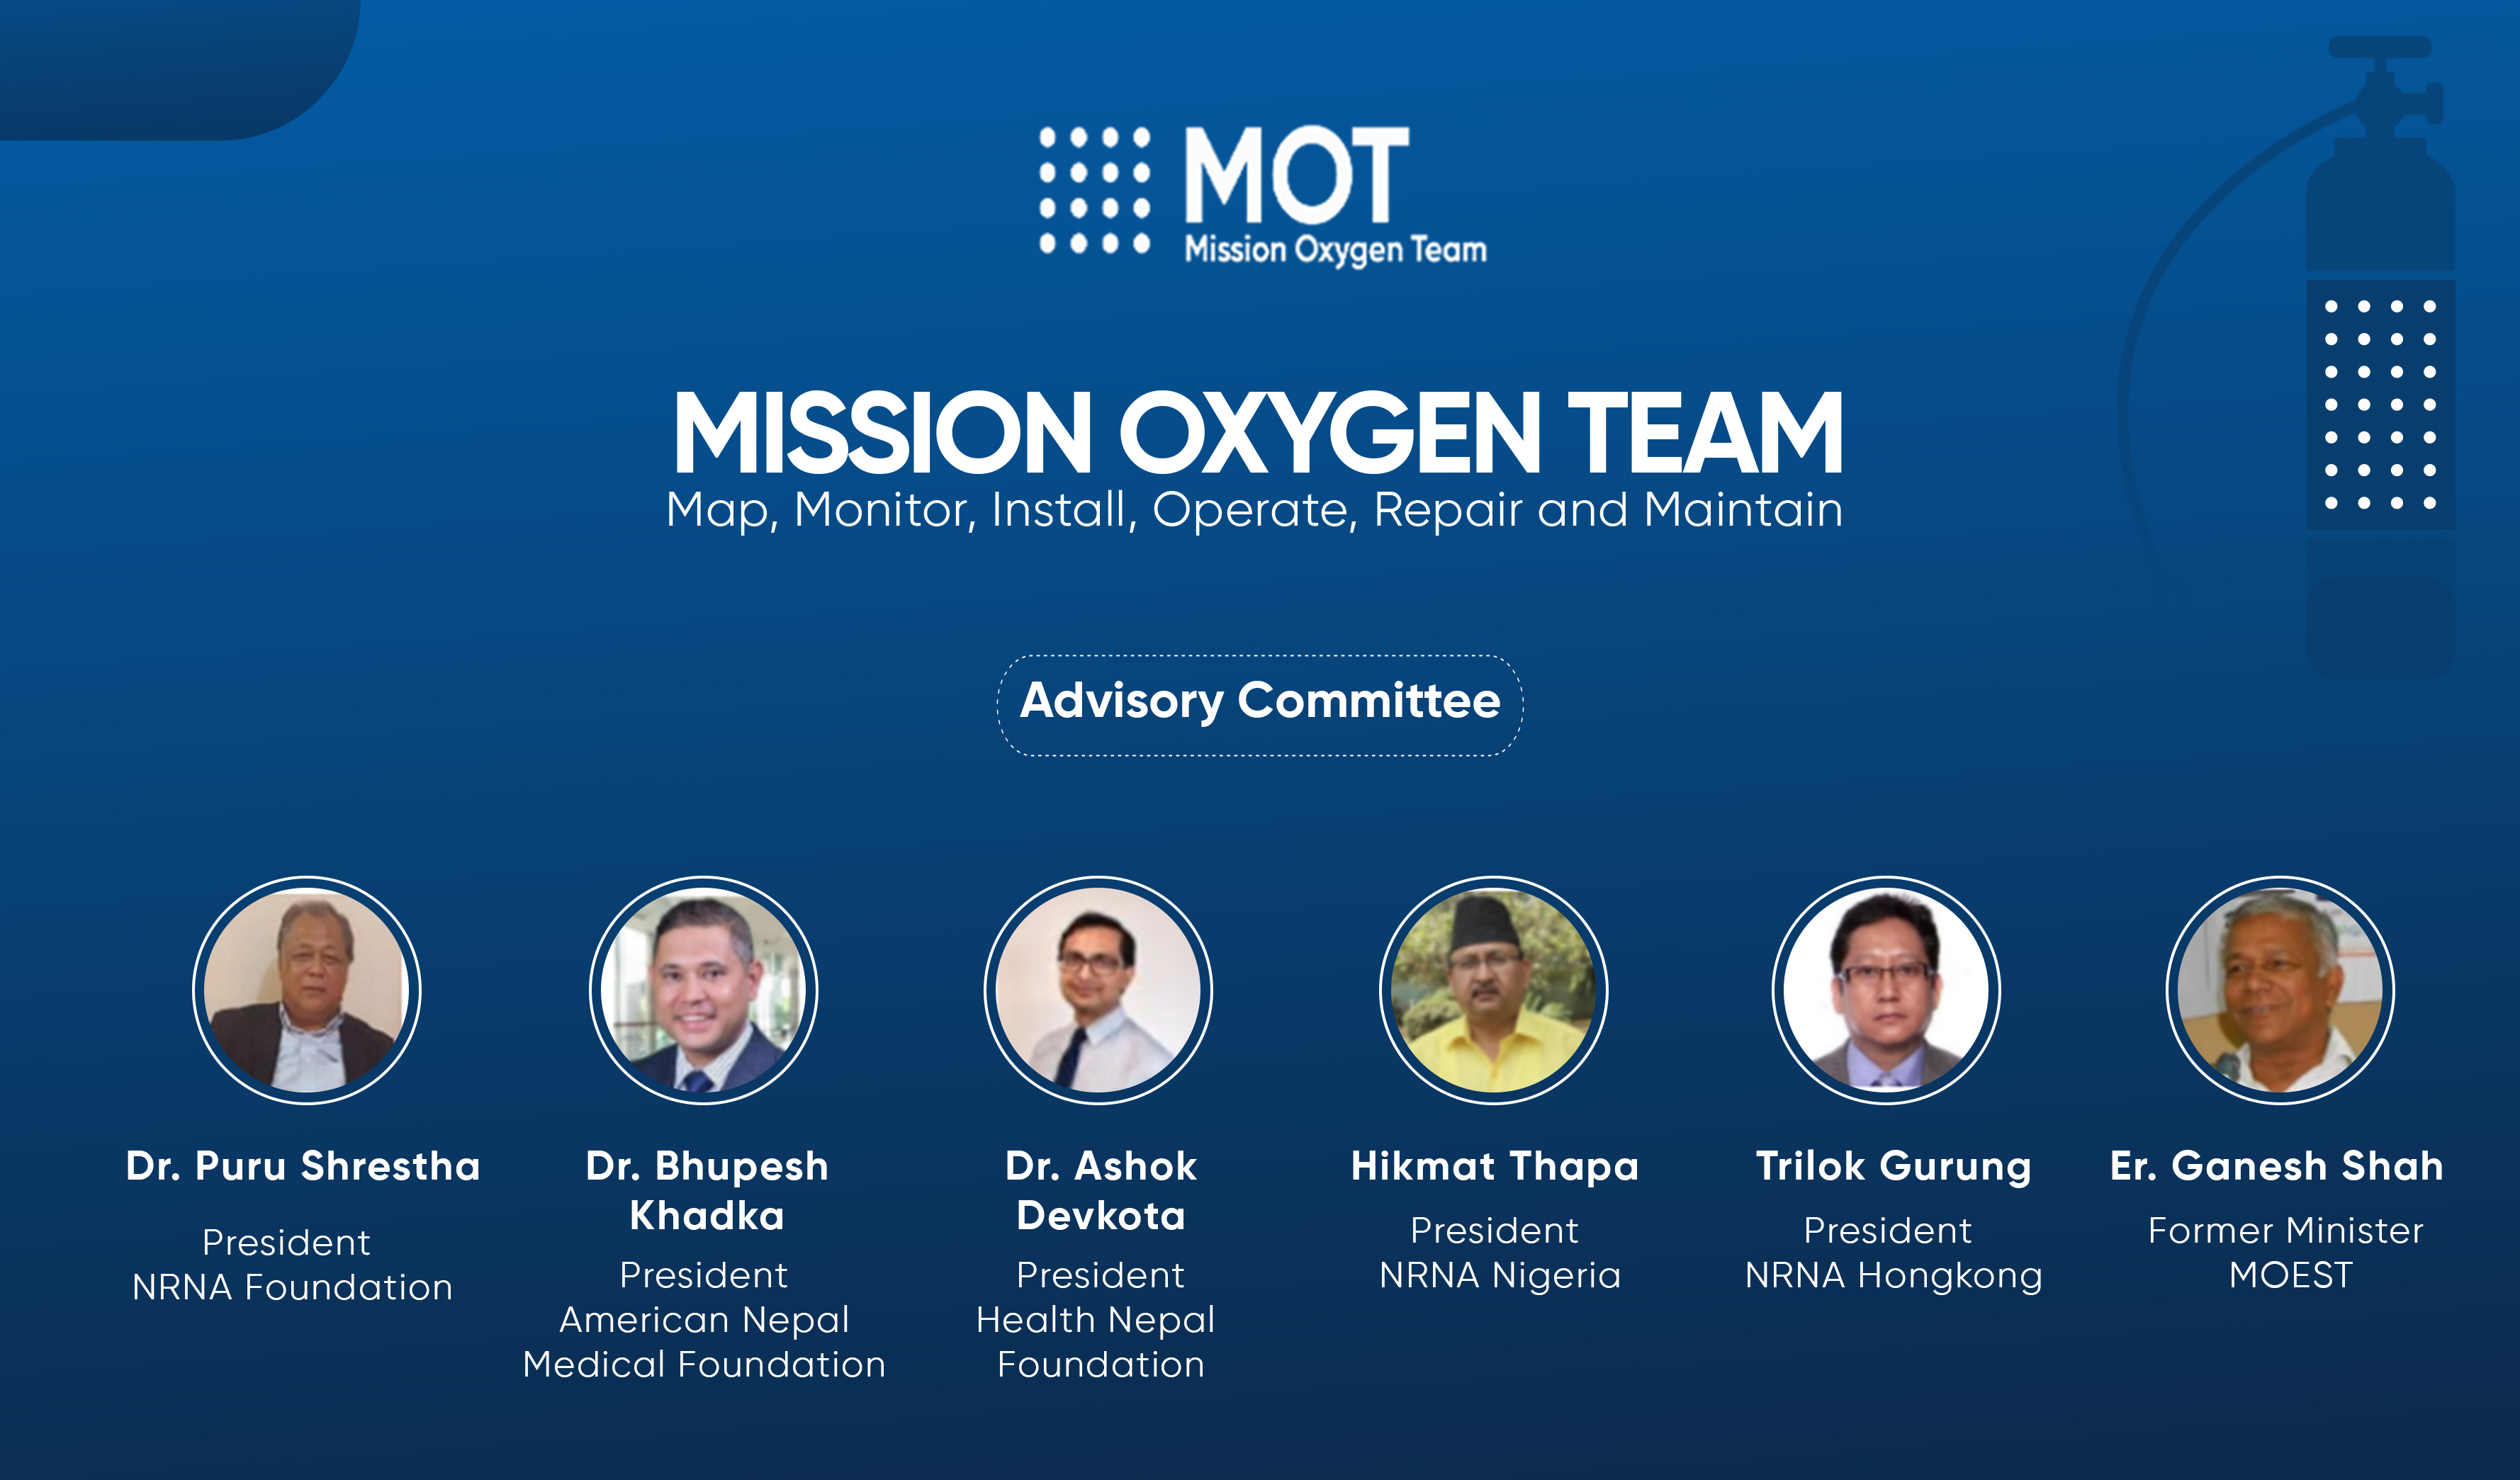 MOT
Mission Oxygen Team
MISSION OXYGEN TEAM
Map, Monitor, Install, Operate, Repair and Maintain
Advisory Committee
Dr. Puru Shrestha
President
NRNA Foundation
Dr. Bhupesh
Khadka
President
American Nepal
Medical Foundation
Dr. Ashok
Devkota
President
Health Nepal
Foundation
Hikmat Thapa
President
NRNA Nigeria
Trilok Gurung
President
NRNA Hongkong
Er. Ganesh Shah
Former Minister
MOEST